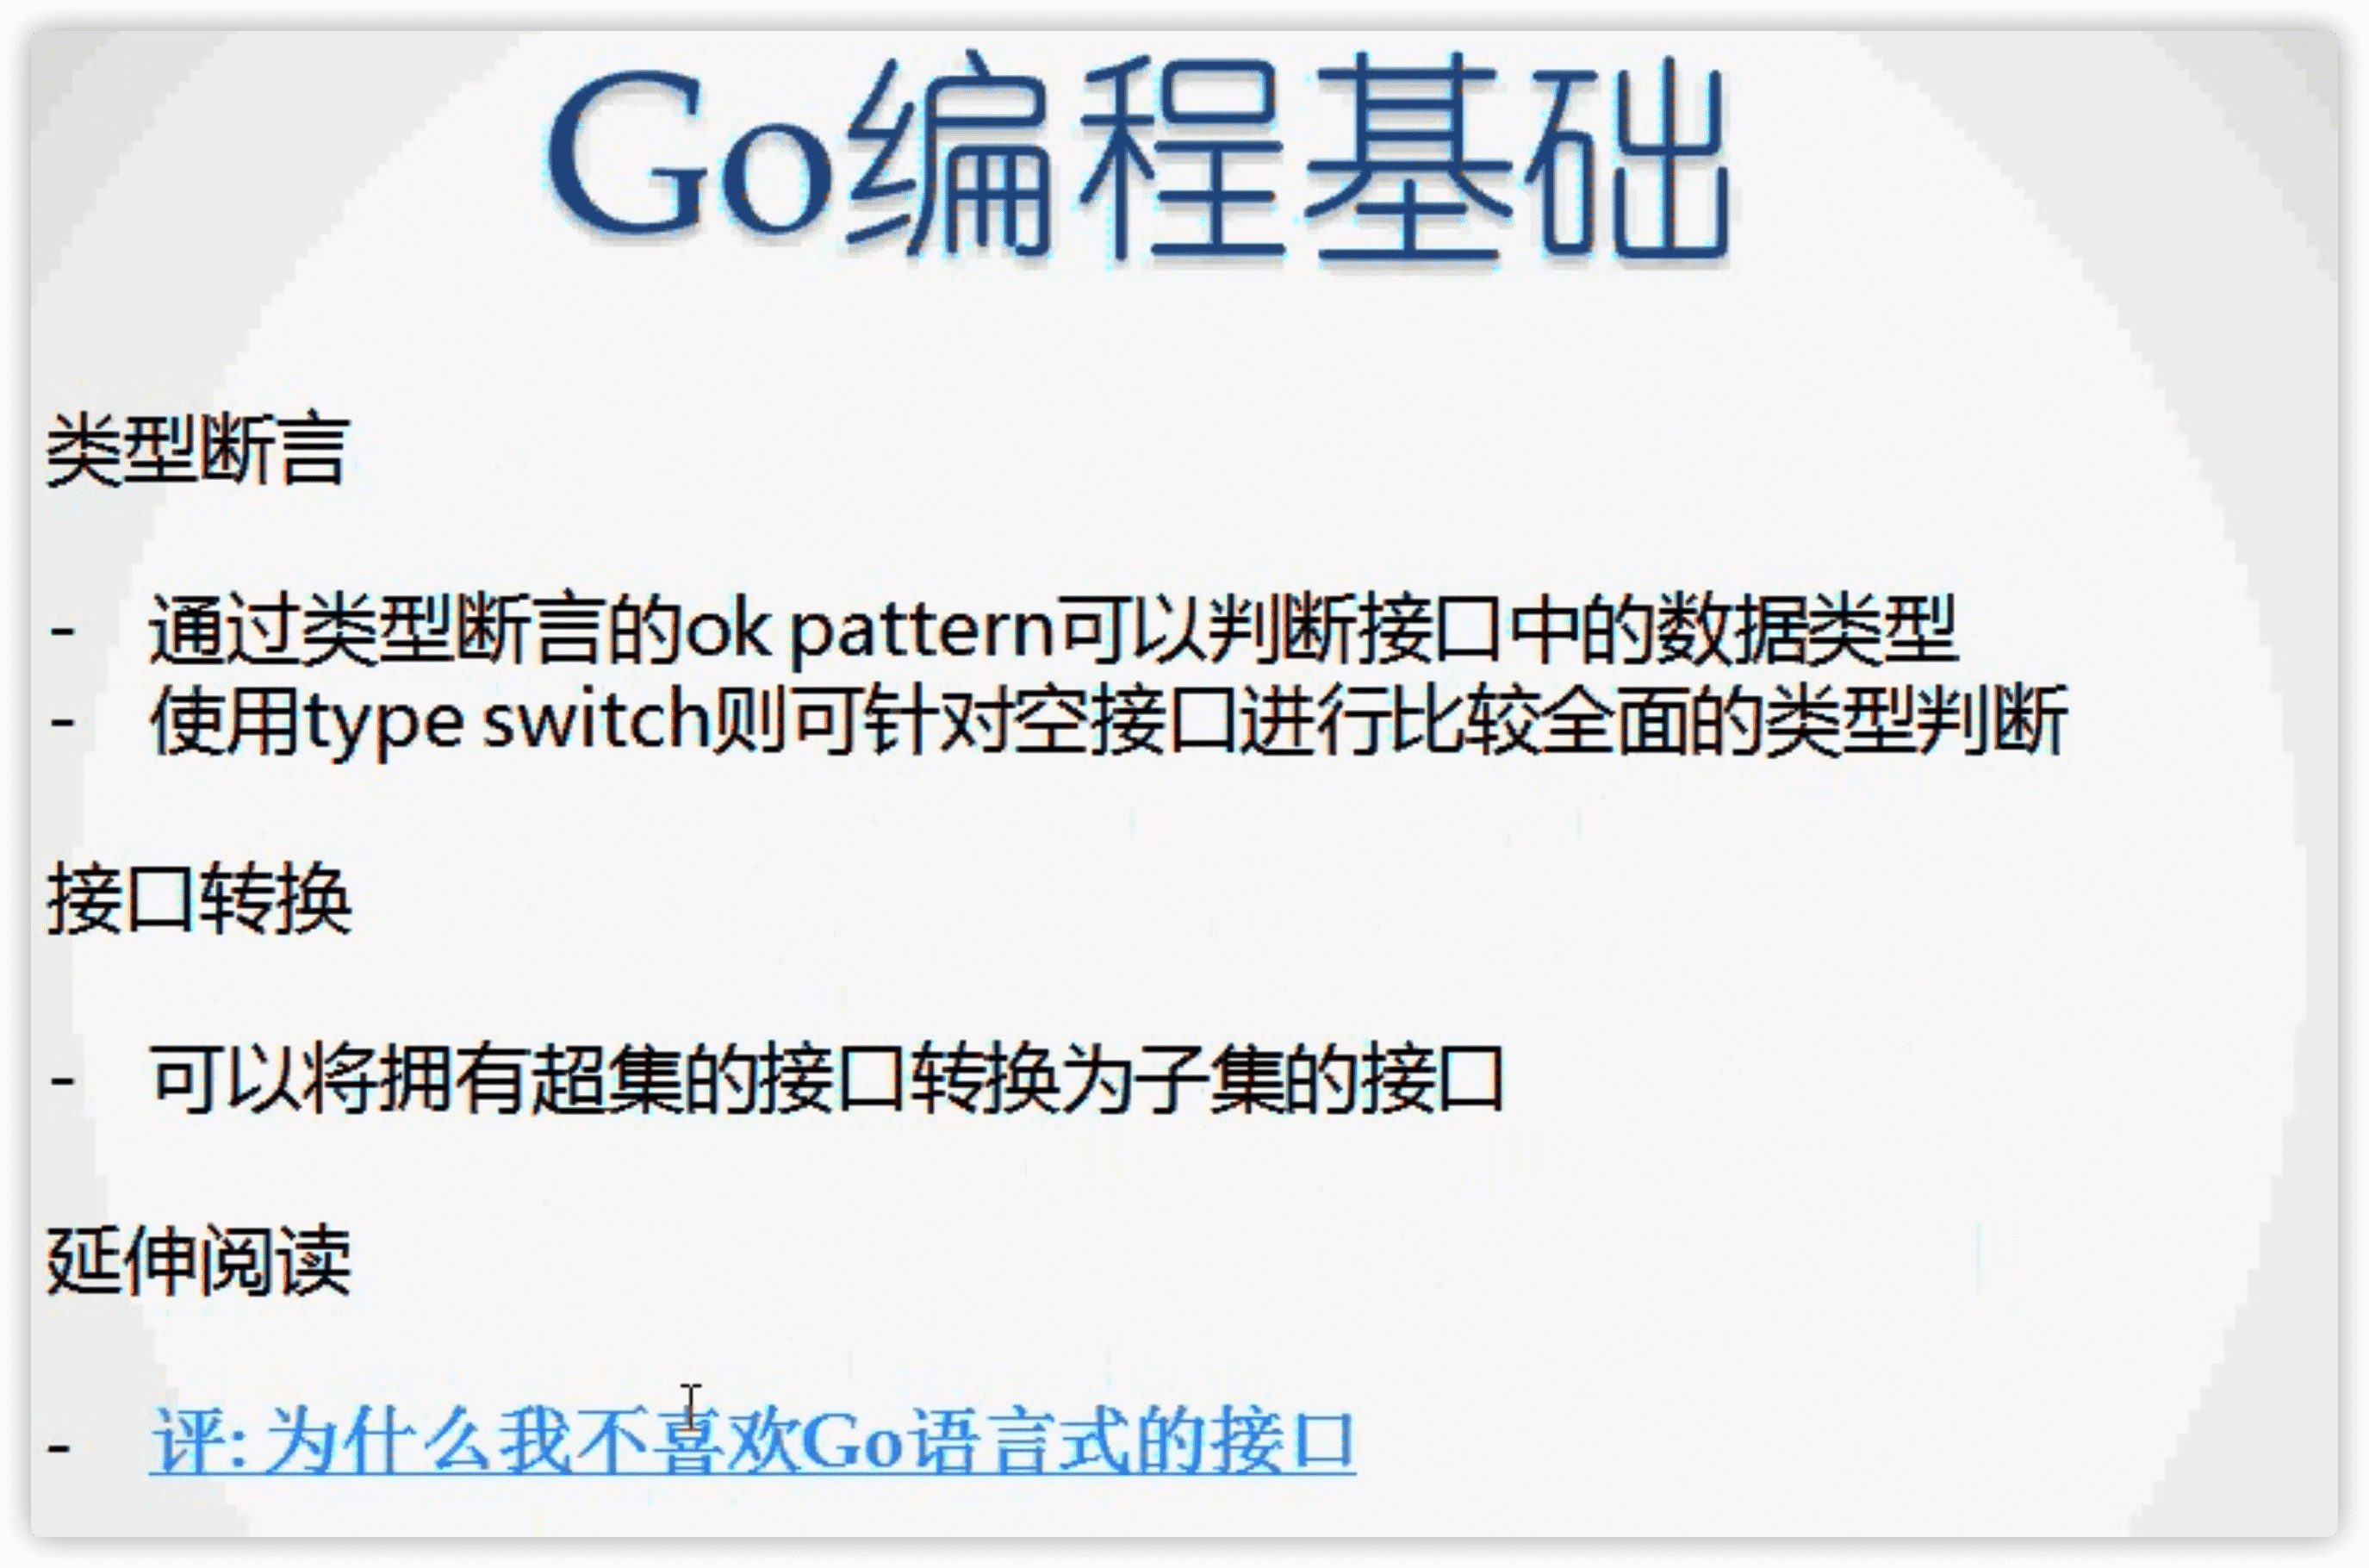 Go编程基础
类型断言
- 通过类型断言的ok pattern可以判断接口中的数据类型
- 使用type switch则可针对空接口进行比较全面的类型判断
接口转换
- 可以将拥有超集的接口转换为子集的接口
延伸阅读
- 评: 为什么我不喜欢Go语言式的接口